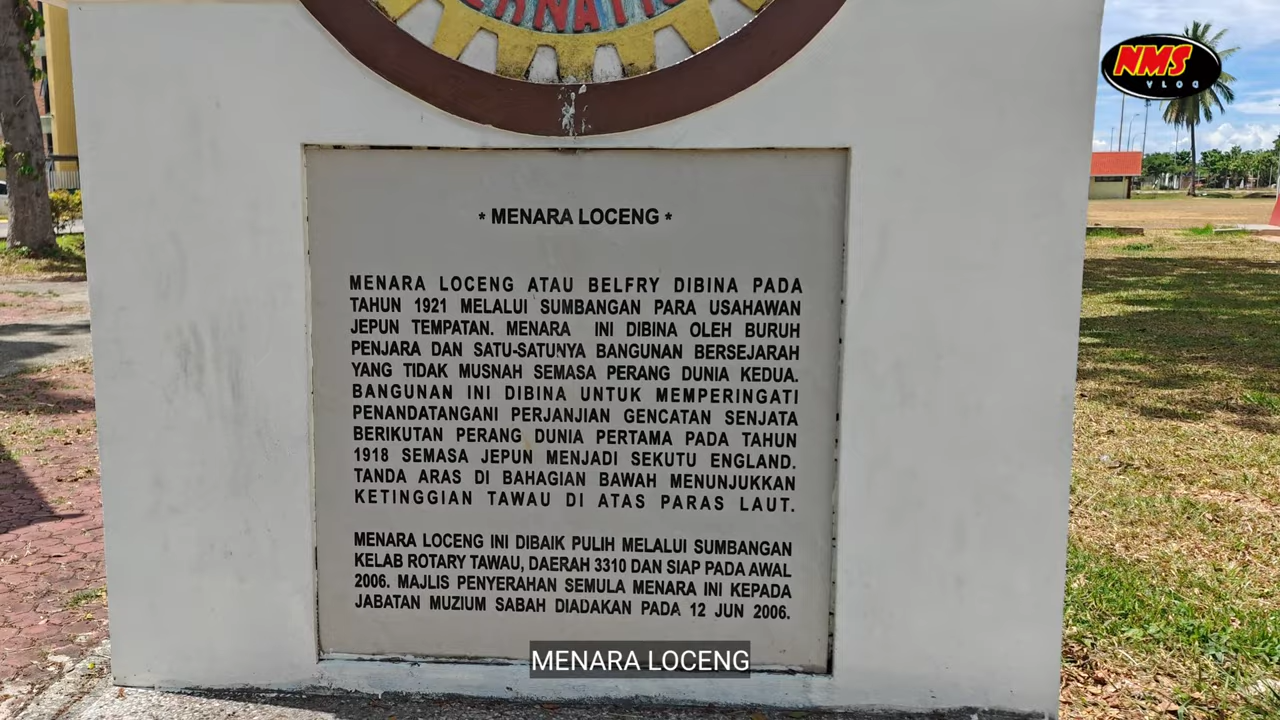 NMS
VLOG
* MENARA LOCENG *
MENARA LOCENG ATAU BELFRY DIBINA PADA
TAHUN 1921 MELALUI SUMBANGAN PARA USAHAWAN
JEPUN TEMPATAN. MENARA INI DIBINA OLEH BURUH
PENJARA DAN SATU-SATUNYA BANGUNAN BERSEJARAH
YANG TIDAK MUSNAH SEMASA PERANG DUNIA KEDUA.
BANGUNAN INI DIBINA UNTUK MEMPERINGATI
PENANDATANGANI PERJANJIAN GENCATAN SENJATA
BERIKUTAN PERANG DUNIA PERTAMA PADA TAHUN
1918 SEMASA JEPUN MENJADI SEKUTU ENGLAND.
TANDA ARAS DI BAHAGIAN BAWAH MENUNJUKKAN
KETINGGIAN TAWAU DI ATAS PARAS LAUT.
MENARA LOCENG INI DIBAIK PULIH MELALUI SUMBANGAN
KELAB ROTARY TAWAU, DAERAH 3310 DAN SIAP PADA AWAL
2006. MAJLIS PENYERAHAN SEMULA MENARA INI KEPADA
JABATAN MUZIUM SABAH DIADAKAN PADA 12 JUN 2006.
MENARA LOCENG